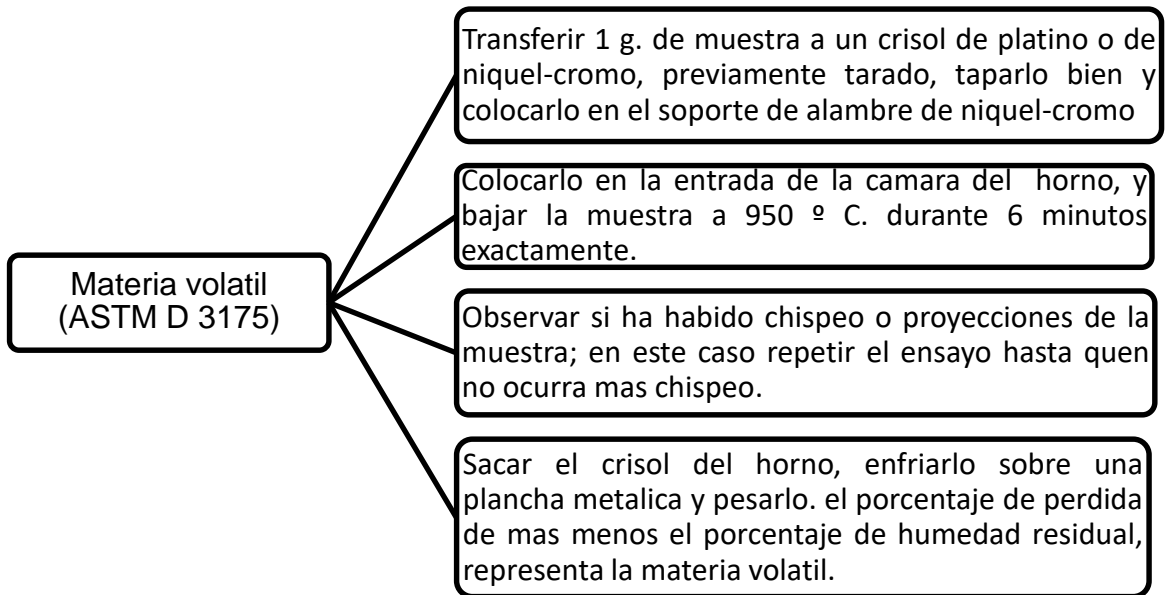 Materia volatil
(ASTM D 3175)
Transferir 1 g. de muestra a un crisol de platino o de
niquel-cromo, previamente tarado, taparlo bien y
colocarlo en el soporte de alambre de niquel-cromo
Colocarlo en la entrada de la camara del horno, y
bajar la muestra a 950 º C. durante 6 minutos
exactamente.
Observar si ha habido chispeo o proyecciones de la
muestra; en este caso repetir el ensayo hasta quen
no ocurra mas chispeo.
Sacar el crisol del horno, enfriarlo sobre una
plancha metalica y pesarlo. el porcentaje de perdida
de mas menos el porcentaje de humedad residual,
representa la materia volatil.